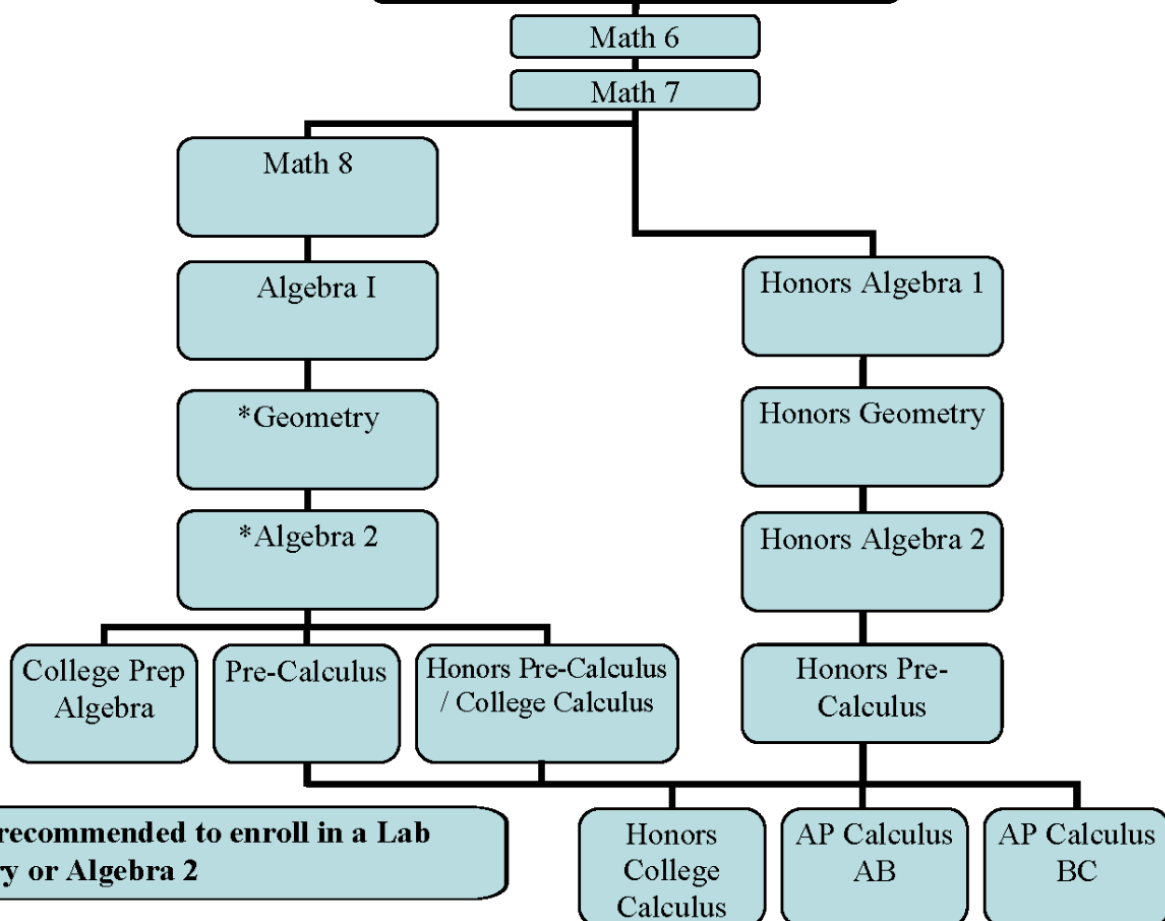 Math 6
Math 7
Math 8
Algebra I
Honors Algebra 1
*Geometry
Honors Geometry
*Algebra 2
Honors Algebra 2
College Prep
Algebra
Pre-Calculus
Honors Pre-Calculus
/ College Calculus
Honors Pre-
Calculus
recommended to enroll in a Lab
or Algebra 2
Honors
College
Calculus
AP Calculus
AB
AP Calculus
BC